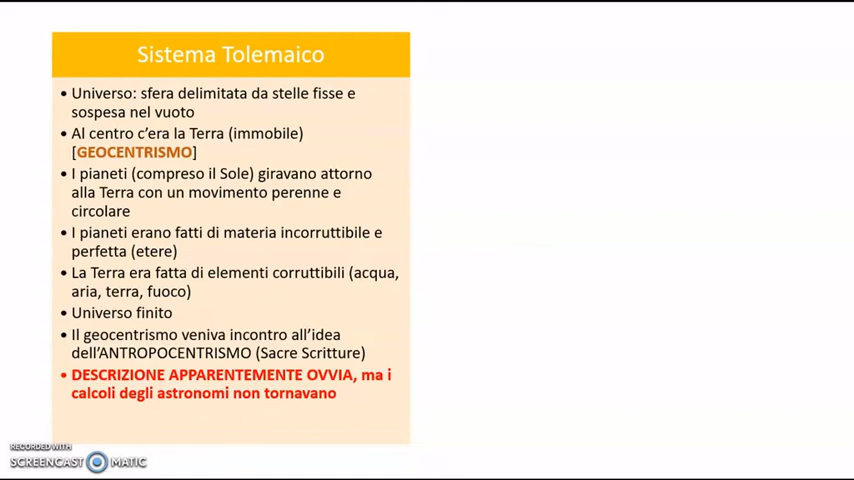 Sistema Tolemaico
• Universo: sfera delimitata da stelle fisse e
sospesa nel vuoto
• Al centro c'era la Terra (immobile)
[GEOCENTRISMO]
• I pianeti (compreso il Sole) giravano attorno
alla Terra con un movimento perenne e
circolare
• I pianeti erano fatti di materia incorruttibile e
perfetta (etere)
• La Terra era fatta di elementi corruttibili (acqua,
aria, terra, fuoco)
• Universo finito
• Il geocentrismo veniva incontro all'idea
dell'ANTROPOCENTRISMO (Sacre Scritture)
• DESCRIZIONE APPARENTEMENTE OVVIA, ma i
calcoli degli astronomi non tornavano
RECORDED WITH
SCREENCAST MATIC